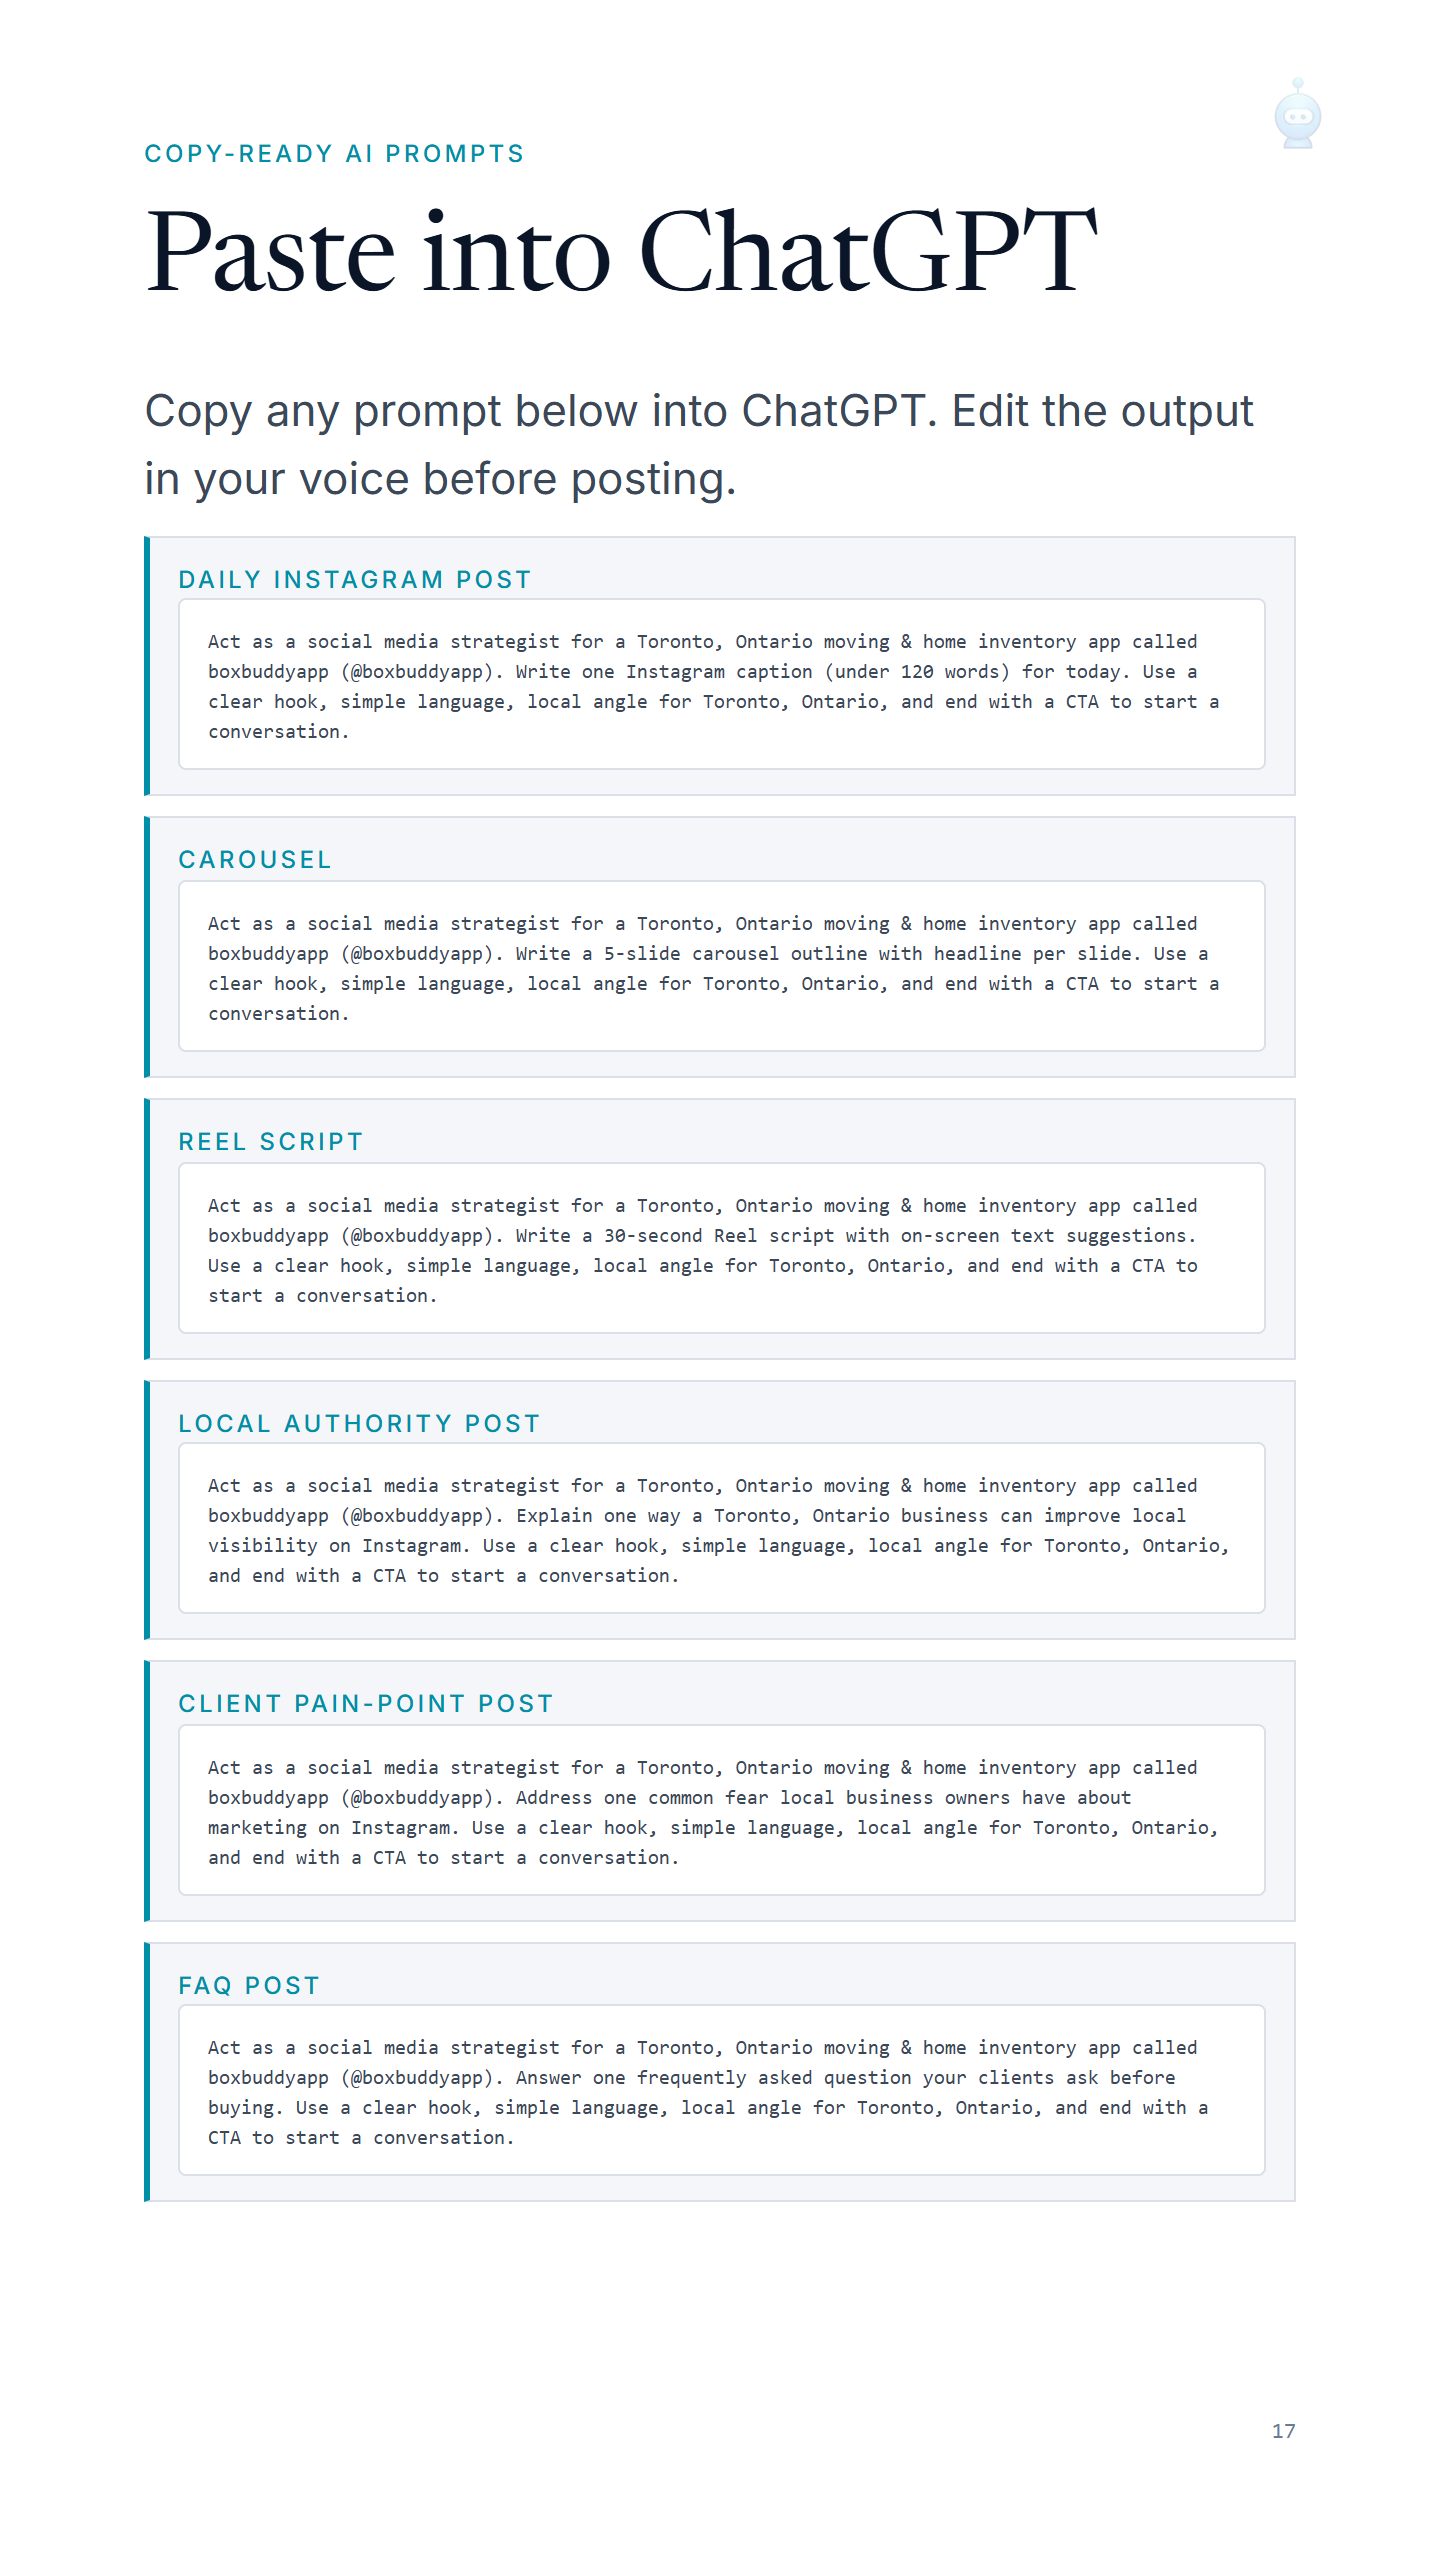 COPY-READY AI PROMPTS
Paste into ChatGPT
Copy any prompt below into ChatGPT. Edit the output
in your voice before posting.
DAILY INSTAGRAM POST
Act as a social media strategist for a Toronto, Ontario moving & home inventory app called
boxbuddyapp (@boxbuddyapp). Write one Instagram caption (under 120 words) for today. Use a
clear hook, simple language, local angle for Toronto, Ontario, and end with a CTA to start a
conversation.
CAROUSEL
Act as a social media strategist for a Toronto, Ontario moving & home inventory app called
boxbuddyapp (@boxbuddyapp). Write a 5-slide carousel outline with headline per slide. Use a
clear hook, simple language, local angle for Toronto, Ontario, and end with a CTA to start a
conversation.
REEL SCRIPT
Act as a social media strategist for a Toronto, Ontario moving & home inventory app called
boxbuddyapp (@boxbuddyapp). Write a 30-second Reel script with on-screen text suggestions.
Use a clear hook, simple language, local angle for Toronto, Ontario, and end with a CTA to
start a conversation.
LOCAL AUTHORITY POST
Act as a social media strategist for a Toronto, Ontario moving & home inventory app called
boxbuddyapp (@boxbuddyapp). Explain one way a Toronto, Ontario business can improve local
visibility on Instagram. Use a clear hook, simple language, local angle for Toronto, Ontario,
and end with a CTA to start a conversation.
CLIENT PAIN-POINT POST
Act as a social media strategist for a Toronto, Ontario moving & home inventory app called
boxbuddyapp (@boxbuddyapp). Address one common fear local business owners have about
marketing on Instagram. Use a clear hook, simple language, local angle for Toronto, Ontario,
and end with a CTA to start a conversation.
FAQ POST
Act as a social media strategist for a Toronto, Ontario moving & home inventory app called
boxbuddyapp (@boxbuddyapp). Answer one frequently asked question your clients ask before
buying. Use a clear hook, simple language, local angle for Toronto, Ontario, and end with a
CTA to start a conversation.
17